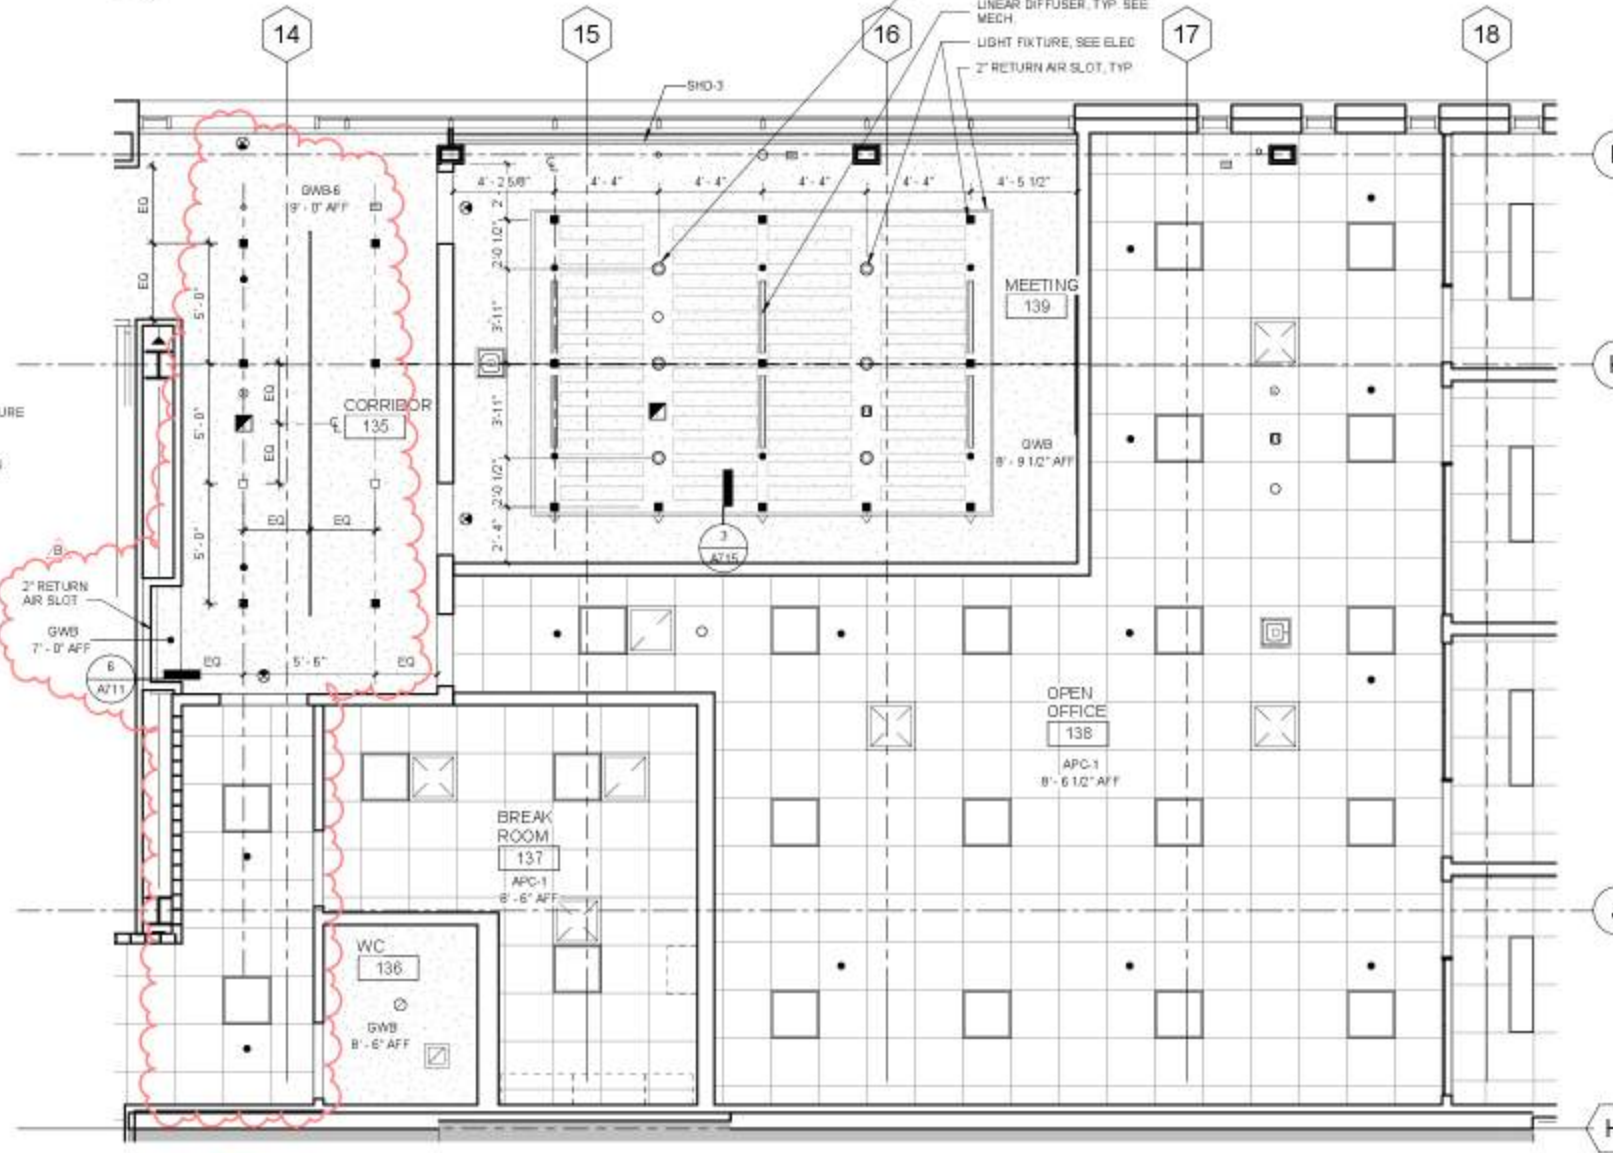 LINEAR DIFFUSER, TYP. SEE
MECH.
14
15
16
17
18
LIGHT FIXTURE, SEE ELEC
2" RETURN AIR SLOT, TYP
SHD-3
GWB-6
9' - 0" AFF
4' - 2 5/8"
4' - 4"
4' - 4"
4' - 4"
4' - 4"
4' - 5 1/2"
EQ
EQ
5'-0"
5'-0"
5'-0"
EQ
EQ
EQ
EQ
2'-0 1/2"
3'-11"
3'-11"
2'-0 1/2"
2'- 4"
MEETING
139
CORRIDOR
135
GWB
8' - 9 1/2" AFF
3
A715
B
2" RETURN
AIR SLOT
GWB
7' - 0" AFF
6
A711
EQ
5'- 6"
EQ
OPEN
OFFICE
138
APC-1
8' - 6 1/2" AFF
BREAK
ROOM
137
APC-1
8' - 6" AFF
WC
136
GWB
8' - 6" AFF
H